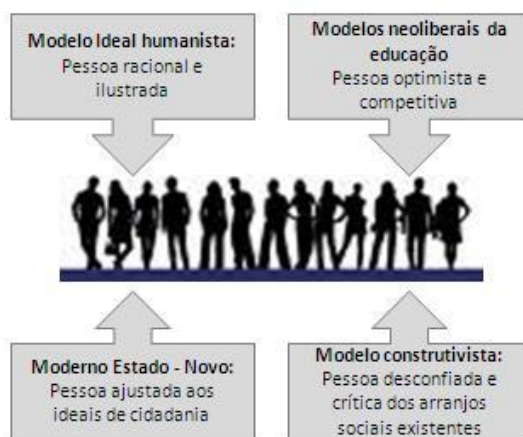 Modelo Ideal humanista:
Pessoa racional e
ilustrada
Modelos neoliberais da
educação
Pessoa optimista e
competitiva
Moderno Estado - Novo:
Pessoa ajustada aos
ideais de cidadania
Modelo construtivista:
Pessoa desconfiada e
crítica dos arranjos
sociais existentes